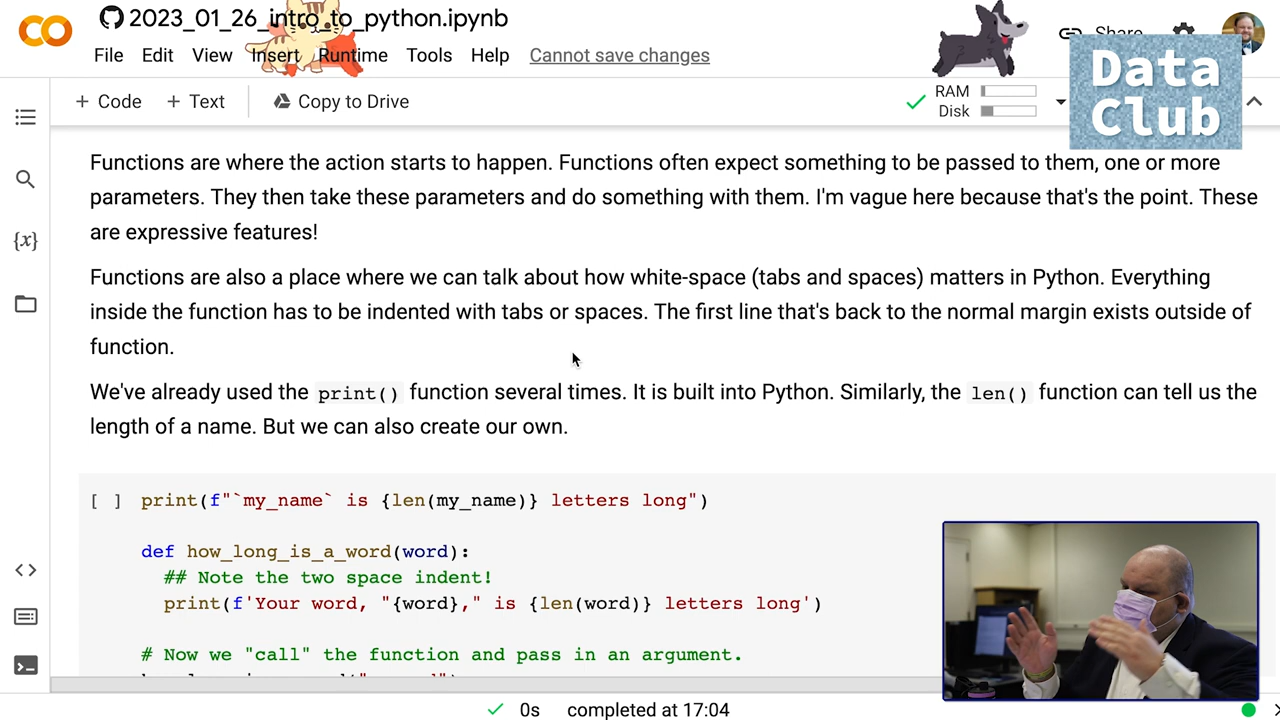 2023_01_26_intro_to_python.ipynb
File Edit View Insert Runtime Tools Help Cannot save changes
Share
Data
Club
+ Code + Text Copy to Drive
RAM
Disk
Functions are where the action starts to happen. Functions often expect something to be passed to them, one or more
parameters. They then take these parameters and do something with them. I'm vague here because that's the point. These
are expressive features!
Functions are also a place where we can talk about how white-space (tabs and spaces) matters in Python. Everything
inside the function has to be indented with tabs or spaces. The first line that's back to the normal margin exists outside of
function.
We've already used the print() function several times. It is built into Python. Similarly, the len() function can tell us the
length of a name. But we can also create our own.
[ ] print(f"`my_name` is {len(my_name)} letters long")
def how_long_is_a_word(word):
## Note the two space indent!
print(f'Your word, "{word}," is {len(word)} letters long')
# Now we "call" the function and pass in an argument.
0s completed at 17:04